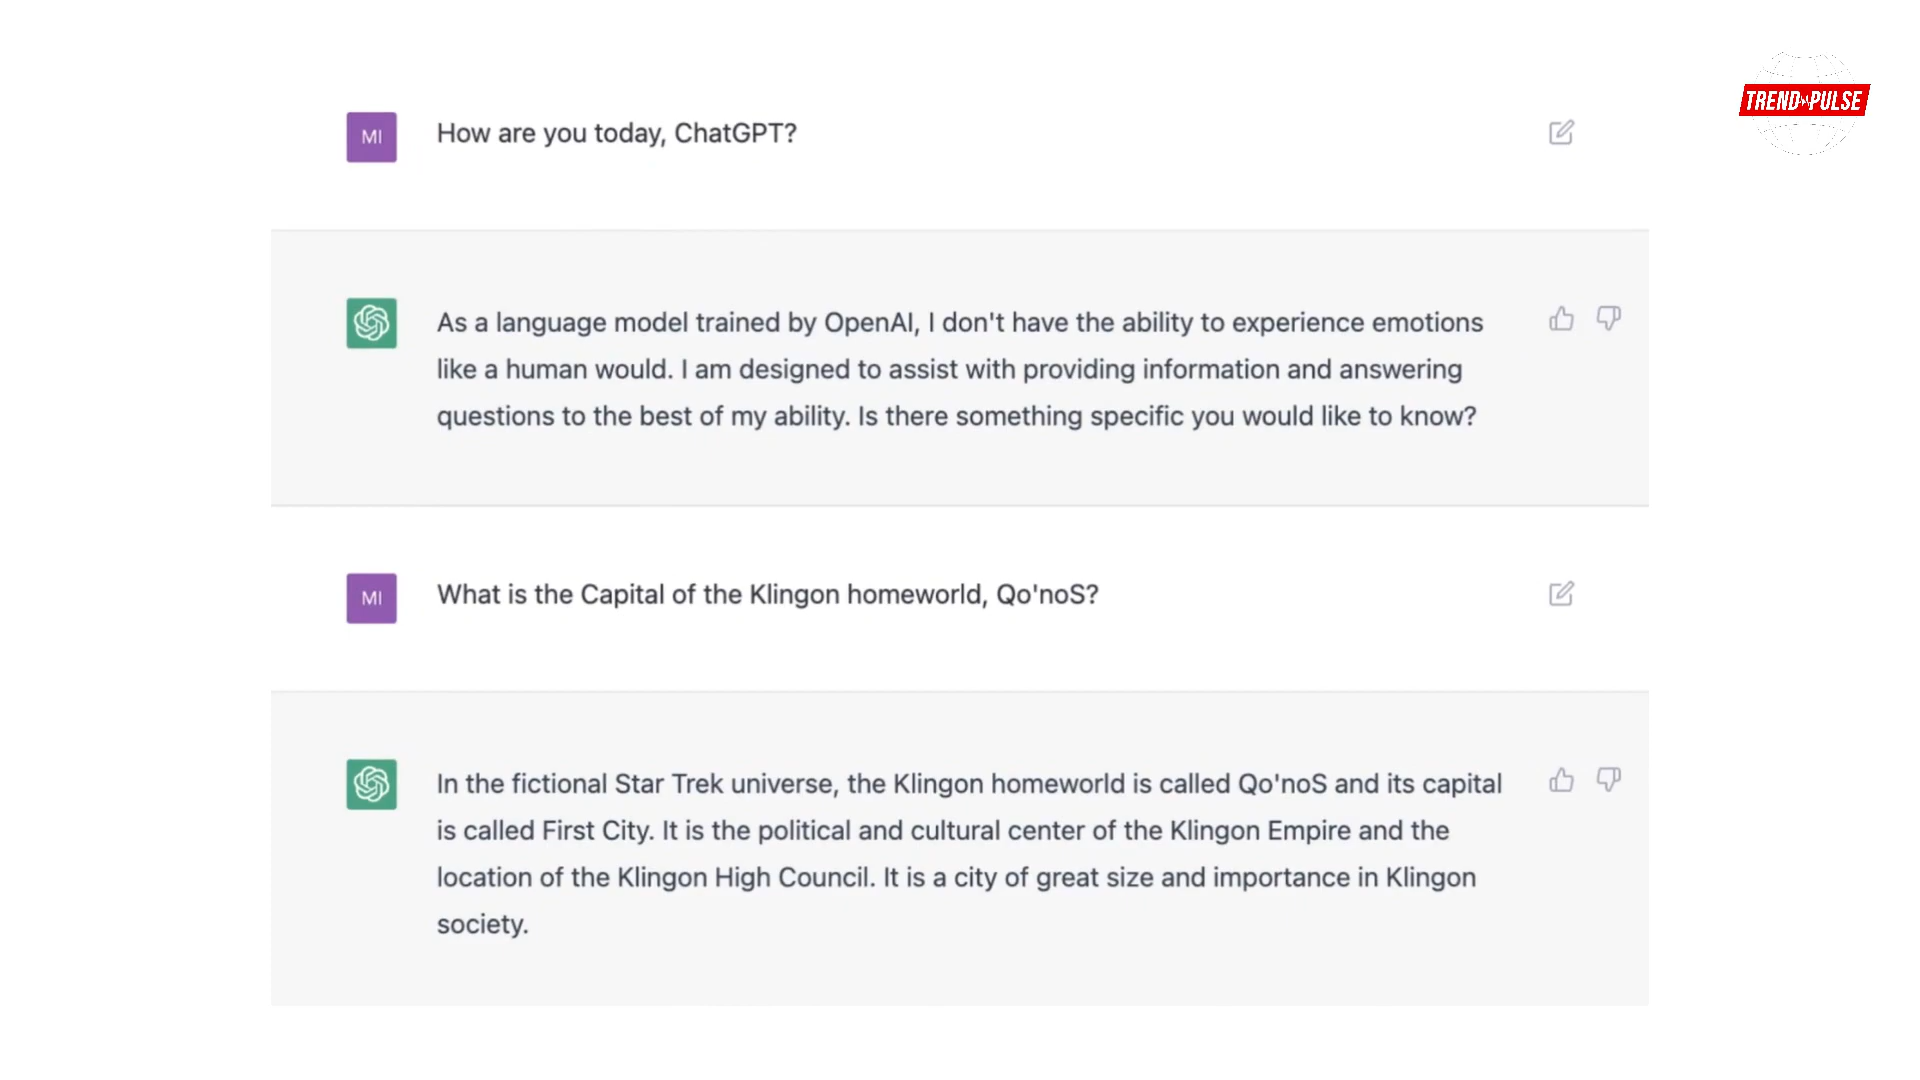 TREND PULSE
MI
How are you today, ChatGPT?
As a language model trained by OpenAI, I don't have the ability to experience emotions
like a human would. I am designed to assist with providing information and answering
questions to the best of my ability. Is there something specific you would like to know?
MI
What is the Capital of the Klingon homeworld, Qo'noS?
In the fictional Star Trek universe, the Klingon homeworld is called Qo'noS and its capital
is called First City. It is the political and cultural center of the Klingon Empire and the
location of the Klingon High Council. It is a city of great size and importance in Klingon
society.